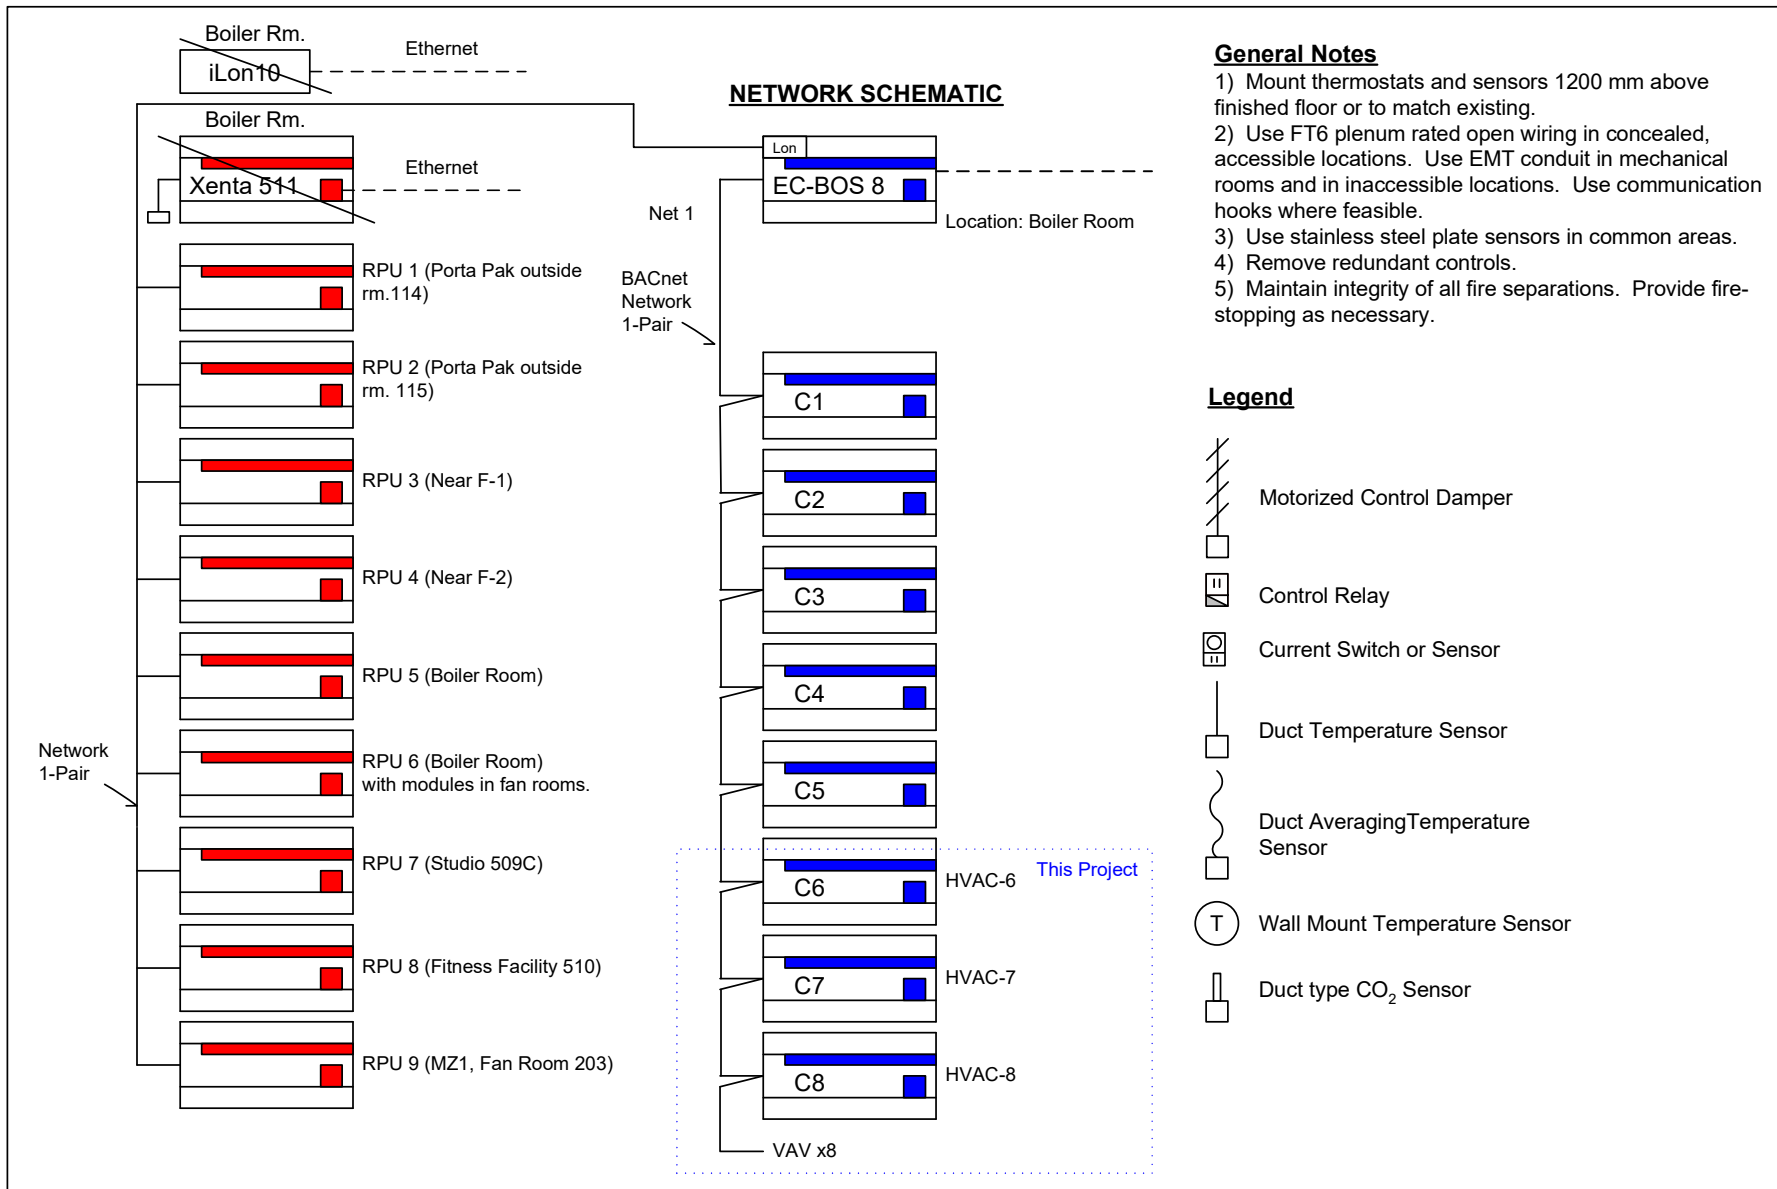 Boiler Rm.
iLon10
Ethernet
Boiler Rm.
Xenta 511
Ethernet
RPU 1 (Porta Pak outside
rm.114)
RPU 2 (Porta Pak outside
rm. 115)
RPU 3 (Near F-1)
RPU 4 (Near F-2)
RPU 5 (Boiler Room)
Network
1-Pair
RPU 6 (Boiler Room)
with modules in fan rooms.
RPU 7 (Studio 509C)
RPU 8 (Fitness Facility 510)
RPU 9 (MZ1, Fan Room 203)
NETWORK SCHEMATIC
Lon
EC-BOS 8
Net 1
Location: Boiler Room
BACnet
Network
1-Pair
C1
C2
C3
C4
C5
C6
HVAC-6
This Project
C7
HVAC-7
C8
HVAC-8
VAV x8
General Notes
1) Mount thermostats and sensors 1200 mm above
finished floor or to match existing.
2) Use FT6 plenum rated open wiring in concealed,
accessible locations. Use EMT conduit in mechanical
rooms and in inaccessible locations. Use communication
hooks where feasible.
3) Use stainless steel plate sensors in common areas.
4) Remove redundant controls.
5) Maintain integrity of all fire separations. Provide fire-
stopping as necessary.
Legend
Motorized Control Damper
Control Relay
Current Switch or Sensor
Duct Temperature Sensor
Duct AveragingTemperature
Sensor
T
Wall Mount Temperature Sensor
Duct type CO₂ Sensor